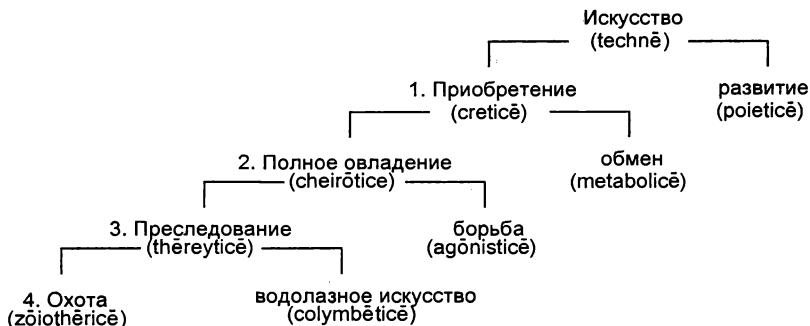 Искусство
(technē)
1. Приобретение
(creticē)
развитие
(poieticē)
2. Полное овладение
(cheirōtice)
обмен
(metabolicē)
3. Преследование
(thēreyticē)
борьба
(agōnisticē)
4. Охота
(zōiothēricē)
водолазное искусство
(colymbēticē)